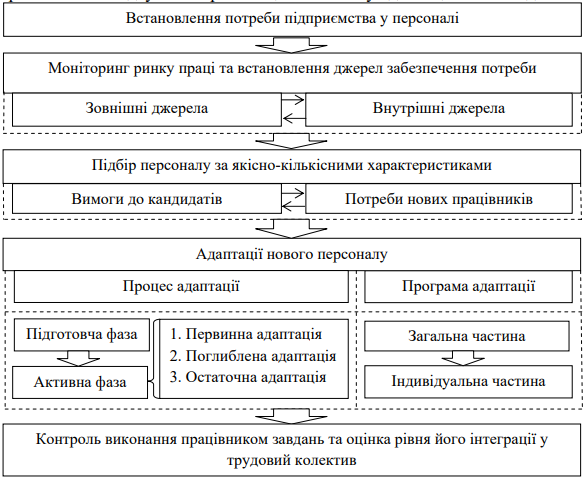 Встановлення потреби підприємства у персоналі
Моніторинг ринку праці та встановлення джерел забезпечення потреби
Зовнішні джерела
Внутрішні джерела
Підбір персоналу за якісно-кількісними характеристиками
Вимоги до кандидатів
Потреби нових працівників
Адаптації нового персоналу
Процес адаптації
Програма адаптації
Підготовча фаза
Активна фаза
1. Первинна адаптація
2. Поглиблена адаптація
3. Остаточна адаптація
Загальна частина
Індивідуальна частина
Контроль виконання працівником завдань та оцінка рівня його інтеграції у
трудовий колектив